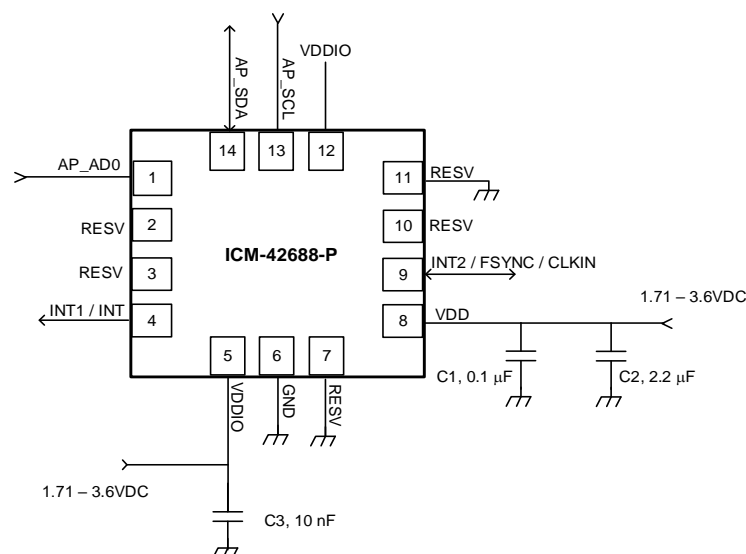 AP_SDA
AP_SCL
VDDIO
14
13
12
AP_AD0
1
11
RESV
RESV
2
10
RESV
ICM-42688-P
RESV
3
9
INT2 / FSYNC / CLKIN
INT1 / INT
4
8
VDD
1.71 – 3.6VDC
5
6
7
VDDIO
GND
RESV
C1, 0.1 μF
C2, 2.2 μF
1.71 – 3.6VDC
C3, 10 nF